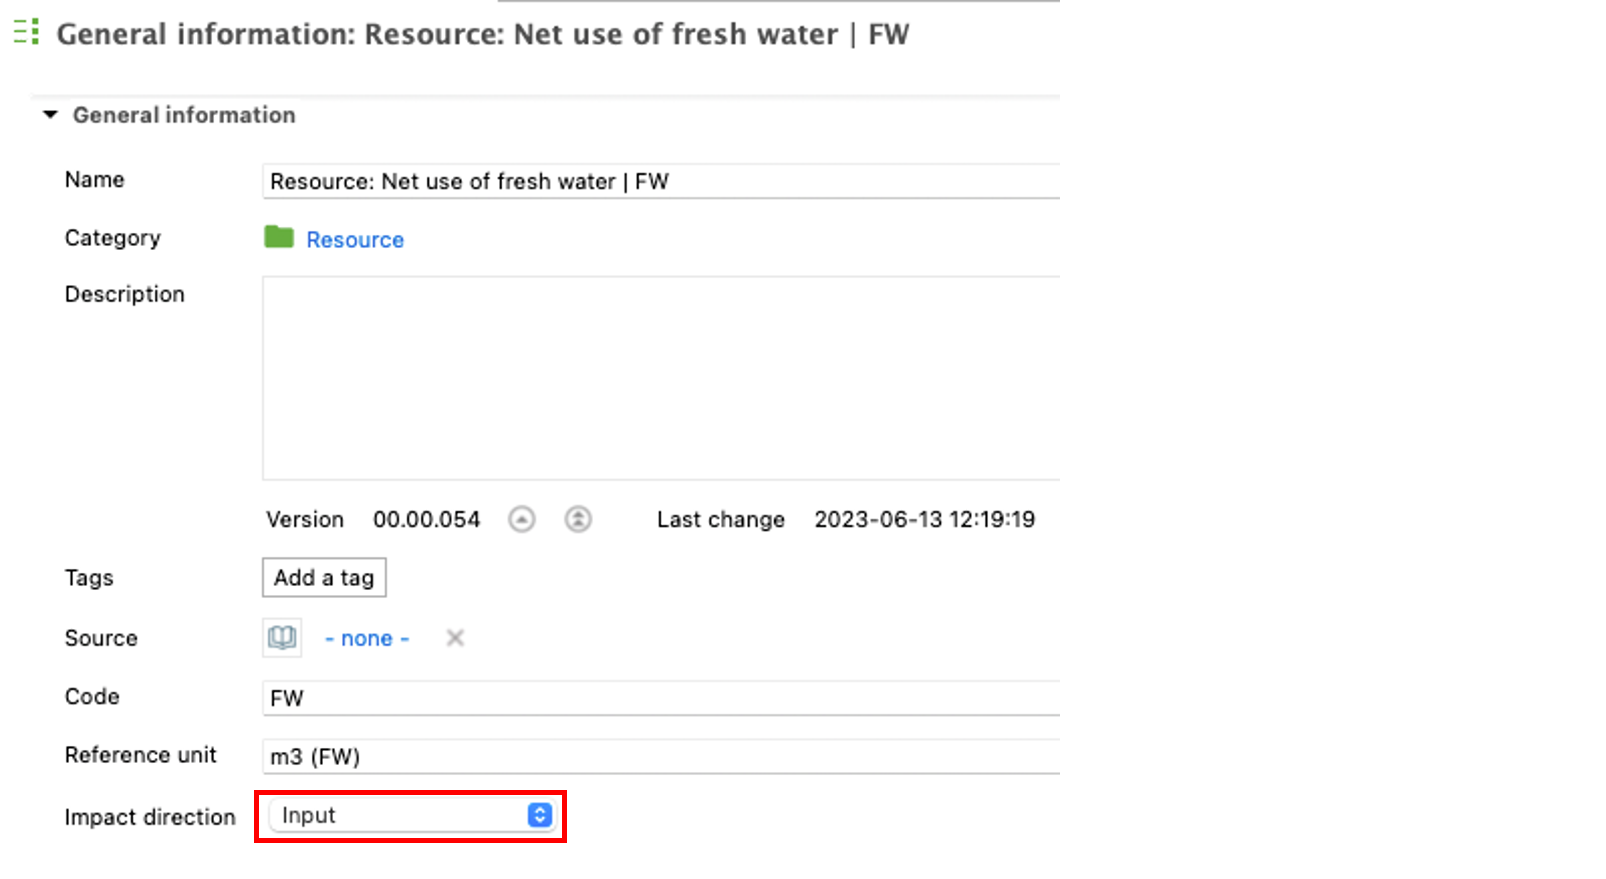 General information: Resource: Net use of fresh water | FW
General information
Name Resource: Net use of fresh water | FW
Category Resource
Description
Version 00.00.054 Last change 2023-06-13 12:19:19
Tags Add a tag
Source - none -
Code FW
Reference unit m3 (FW)
Impact direction Input